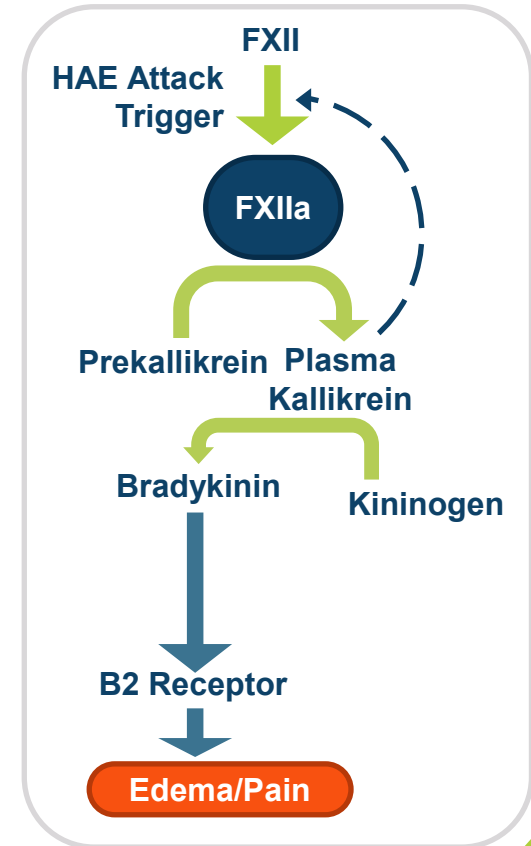 FXII
HAE Attack
Trigger
FXIIa
Prekallikrein
Plasma
Kallikrein
Bradykinin
Kininogen
B2 Receptor
Edema/Pain